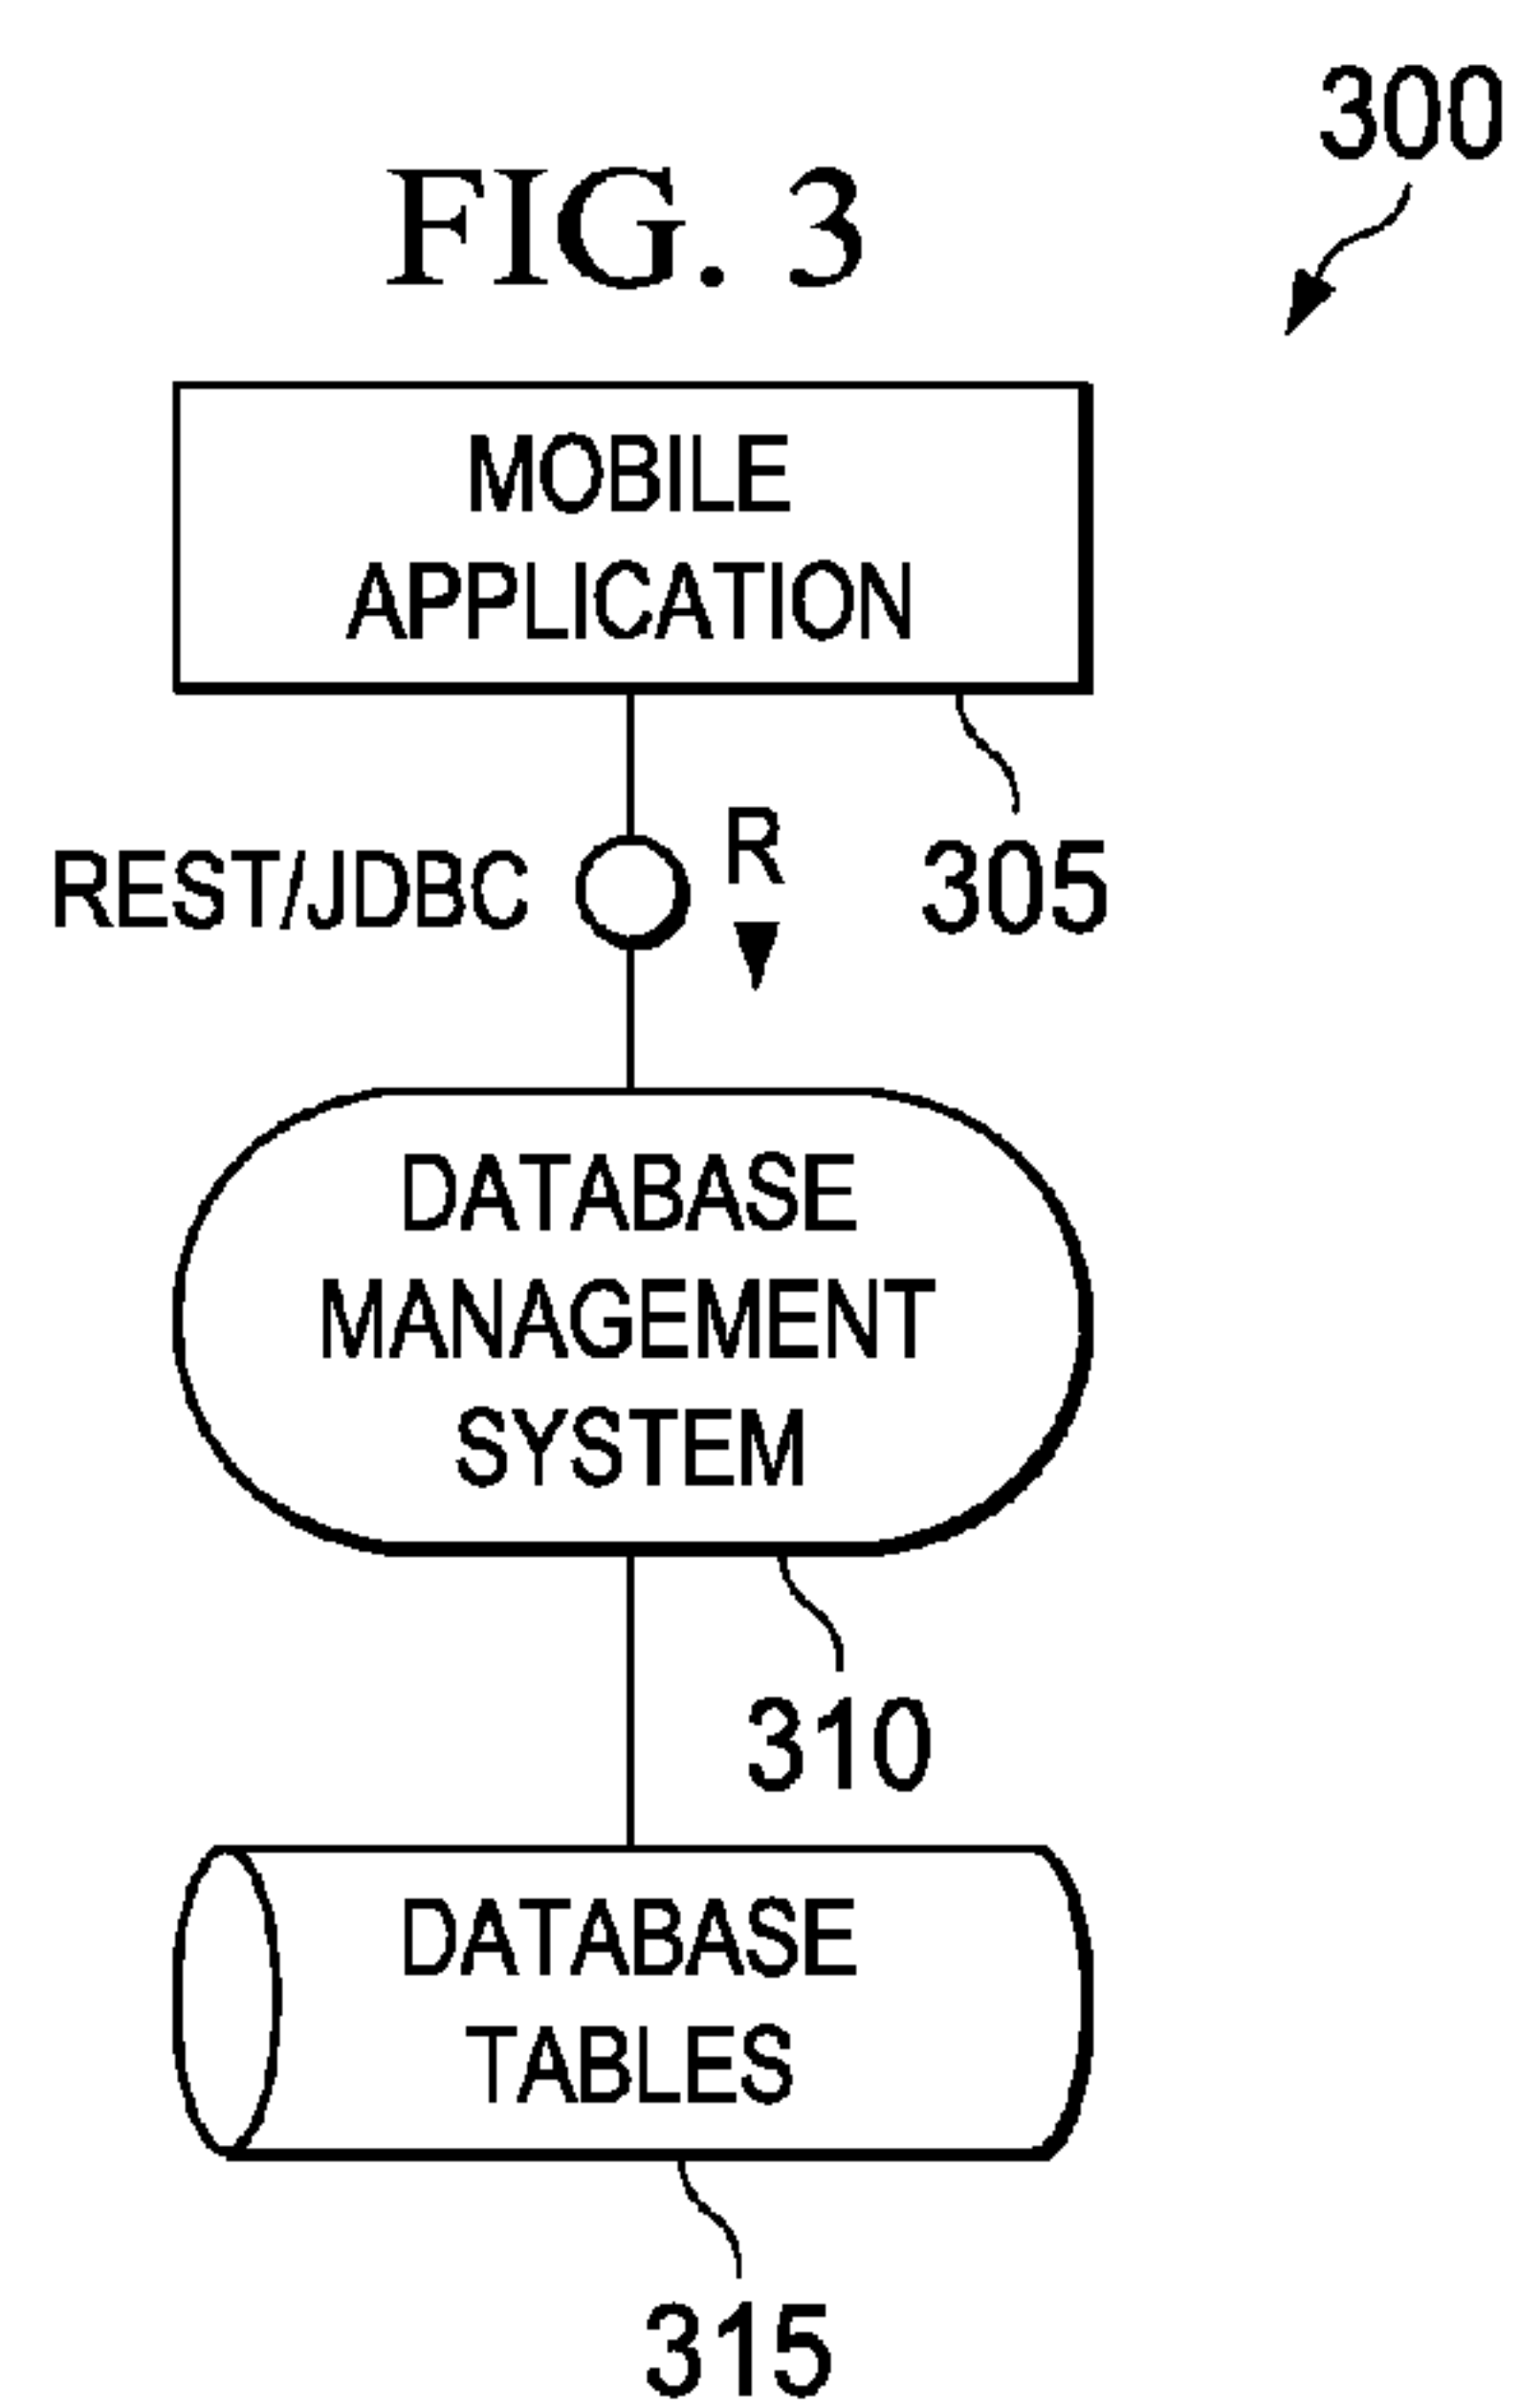 300
FIG. 3
MOBILE
APPLICATION
REST/JDBC
R
305
DATABASE
MANAGEMENT
SYSTEM
310
DATABASE
TABLES
315